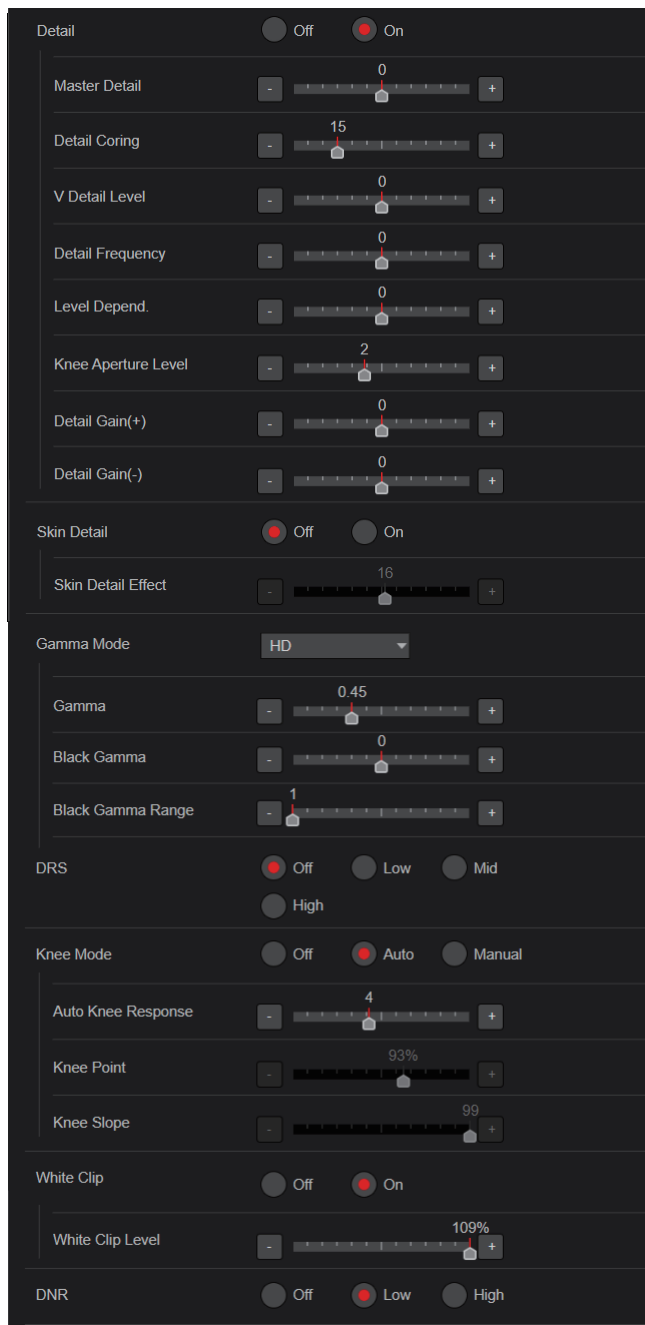 Detail Off On
0
Master Detail - +
15
Detail Coring - +
0
V Detail Level - +
0
Detail Frequency - +
0
Level Depend. - +
2
Knee Aperture Level - +
0
Detail Gain(+) - +
0
Detail Gain(-) - +
Skin Detail Off On
16
Skin Detail Effect - +
Gamma Mode HD
0.45
Gamma - +
0
Black Gamma - +
1
Black Gamma Range - +
DRS Off Low Mid
High
Knee Mode Off Auto Manual
4
Auto Knee Response - +
93%
Knee Point - +
99
Knee Slope - +
White Clip Off On
109%
White Clip Level - +
DNR Off Low High